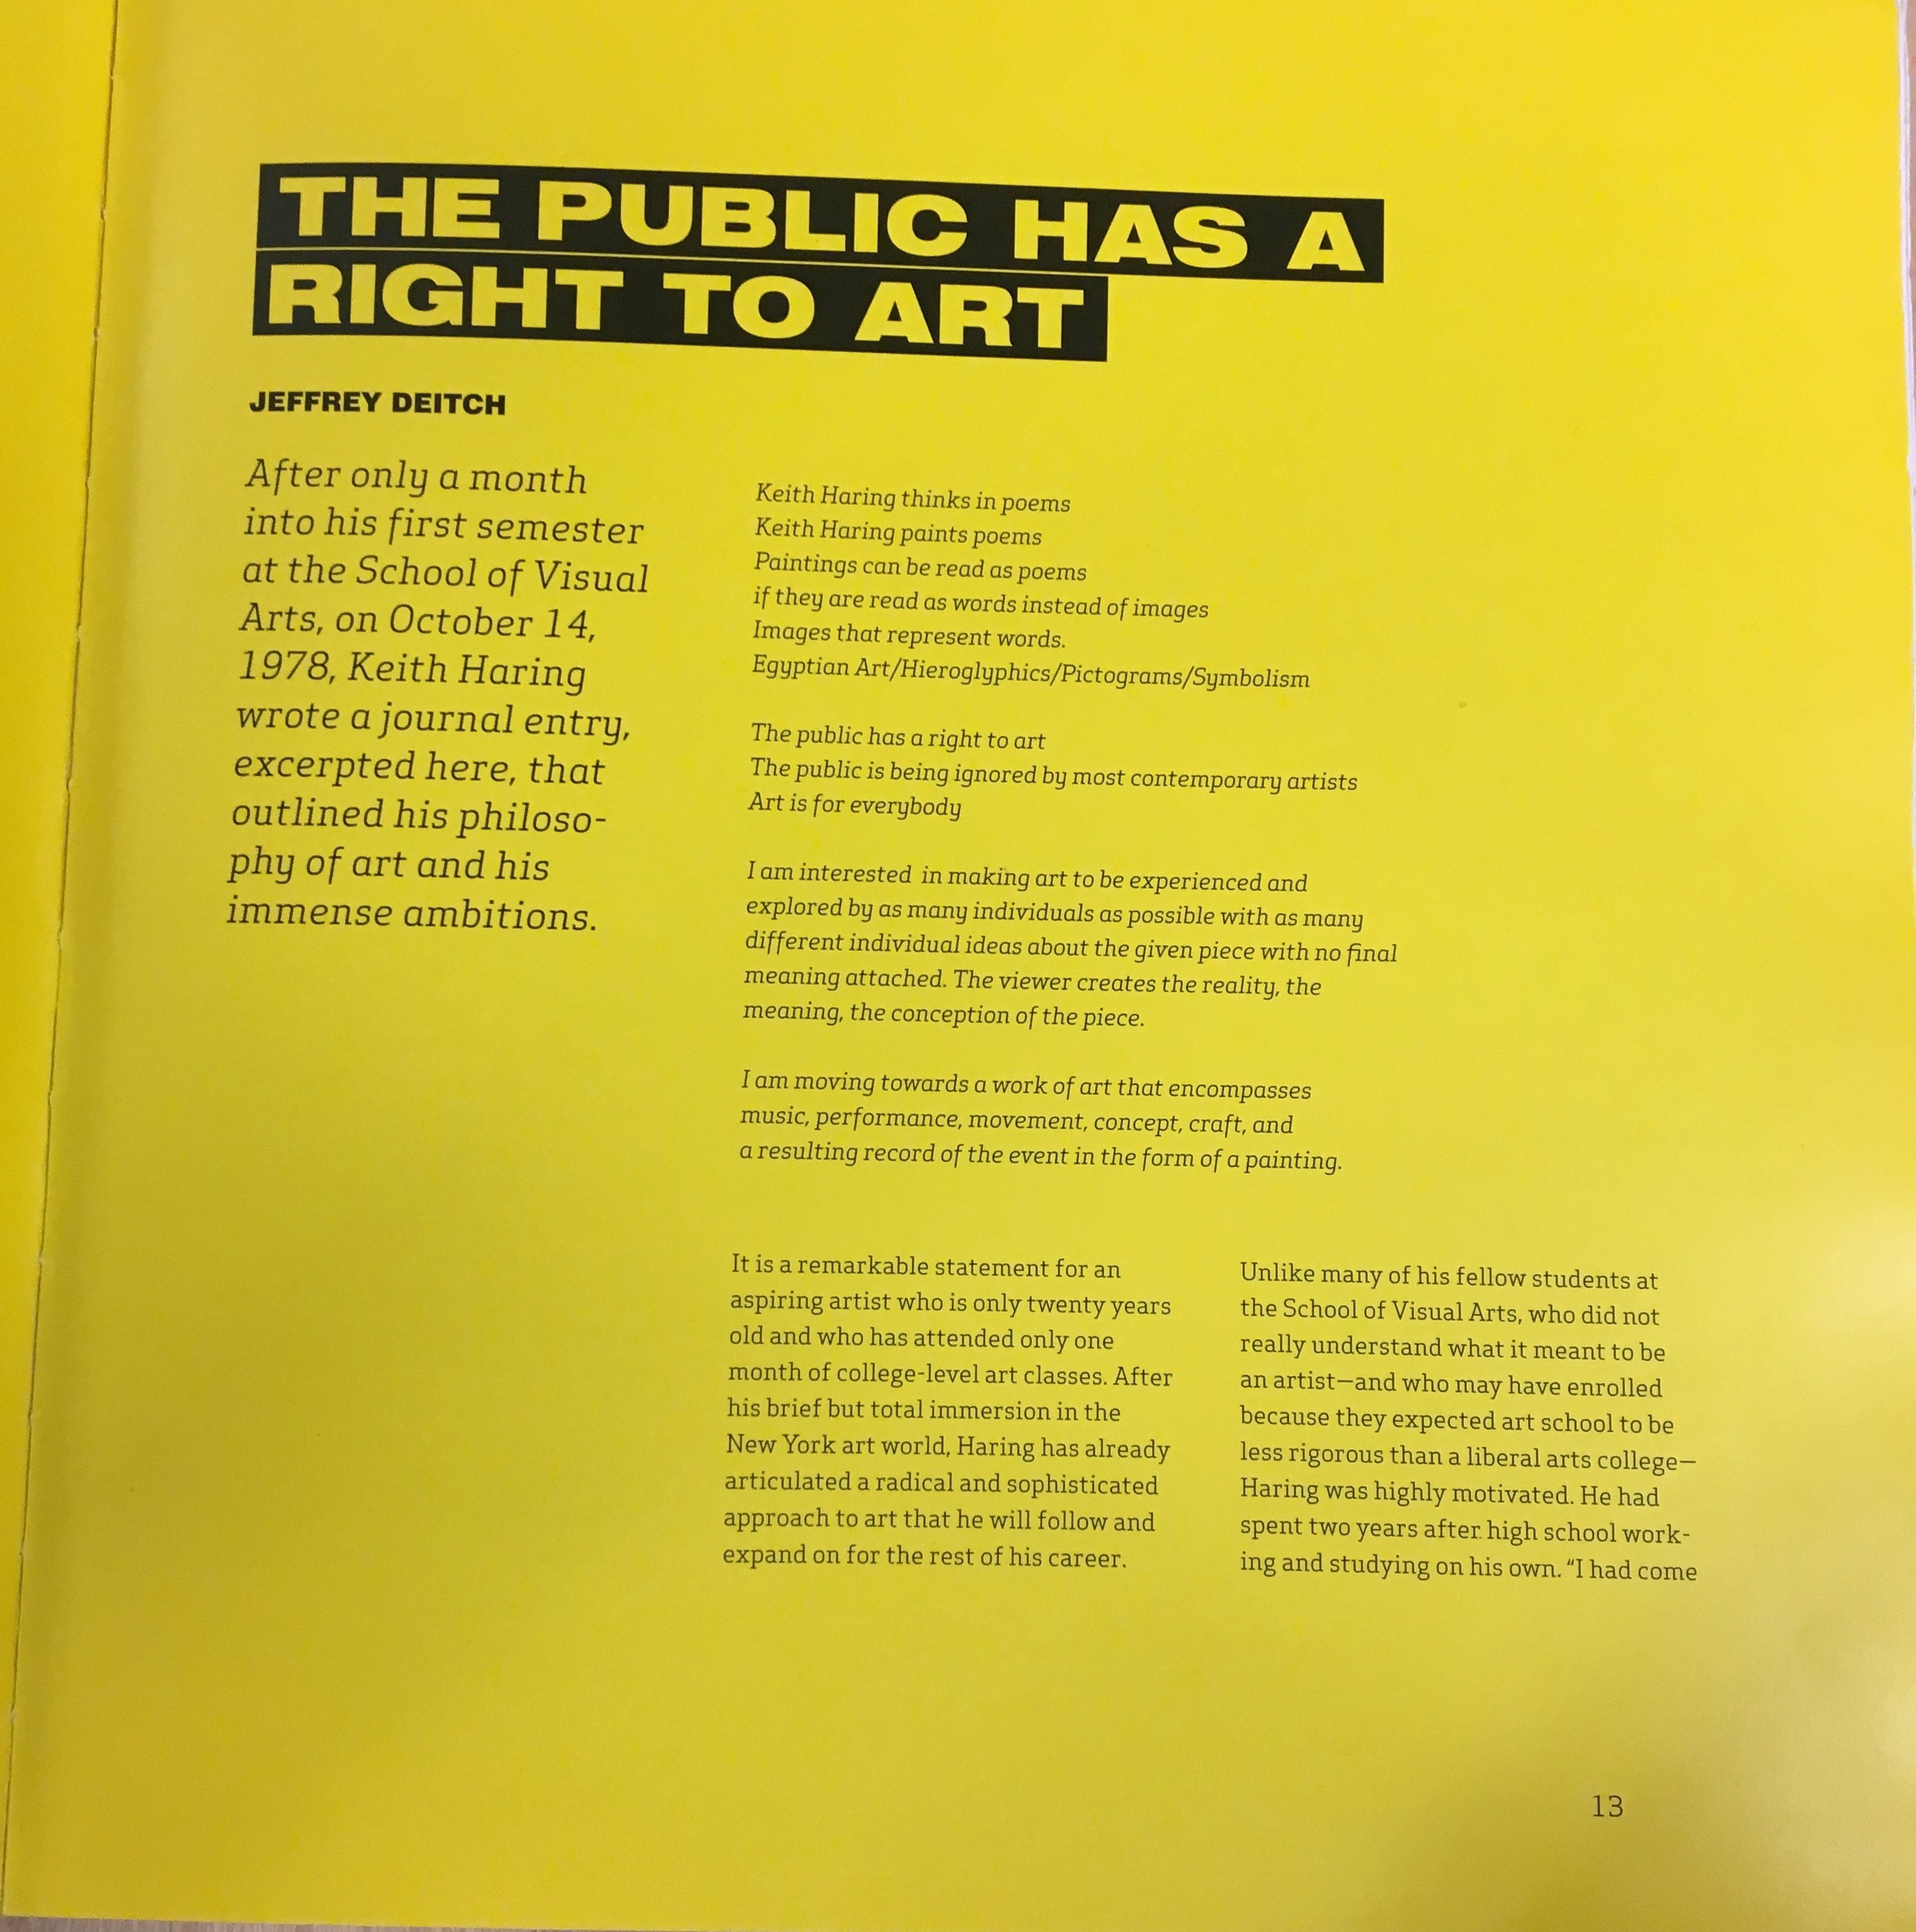 THE PUBLIC HAS A
RIGHT TO ART
JEFFREY DEITCH
After only a month
into his first semester
at the School of Visual
Arts, on October 14,
1978, Keith Haring
wrote a journal entry,
excerpted here, that
outlined his philoso-
phy of art and his
immense ambitions.
Keith Haring thinks in poems
Keith Haring paints poems
Paintings can be read as poems
if they are read as words instead of images
Images that represent words.
Egyptian Art/Hieroglyphics/Pictograms/Symbolism
The public has a right to art
The public is being ignored by most contemporary artists
Art is for everybody
I am interested in making art to be experienced and
explored by as many individuals as possible with as many
different individual ideas about the given piece with no final
meaning attached. The viewer creates the reality, the
meaning, the conception of the piece.
I am moving towards a work of art that encompasses
music, performance, movement, concept, craft, and
a resulting record of the event in the form of a painting.
It is a remarkable statement for an
aspiring artist who is only twenty years
old and who has attended only one
month of college-level art classes. After
his brief but total immersion in the
New York art world, Haring has already
articulated a radical and sophisticated
approach to art that he will follow and
expand on for the rest of his career.
Unlike many of his fellow students at
the School of Visual Arts, who did not
really understand what it meant to be
an artist—and who may have enrolled
because they expected art school to be
less rigorous than a liberal arts college—
Haring was highly motivated. He had
spent two years after high school work-
ing and studying on his own. “I had come
13